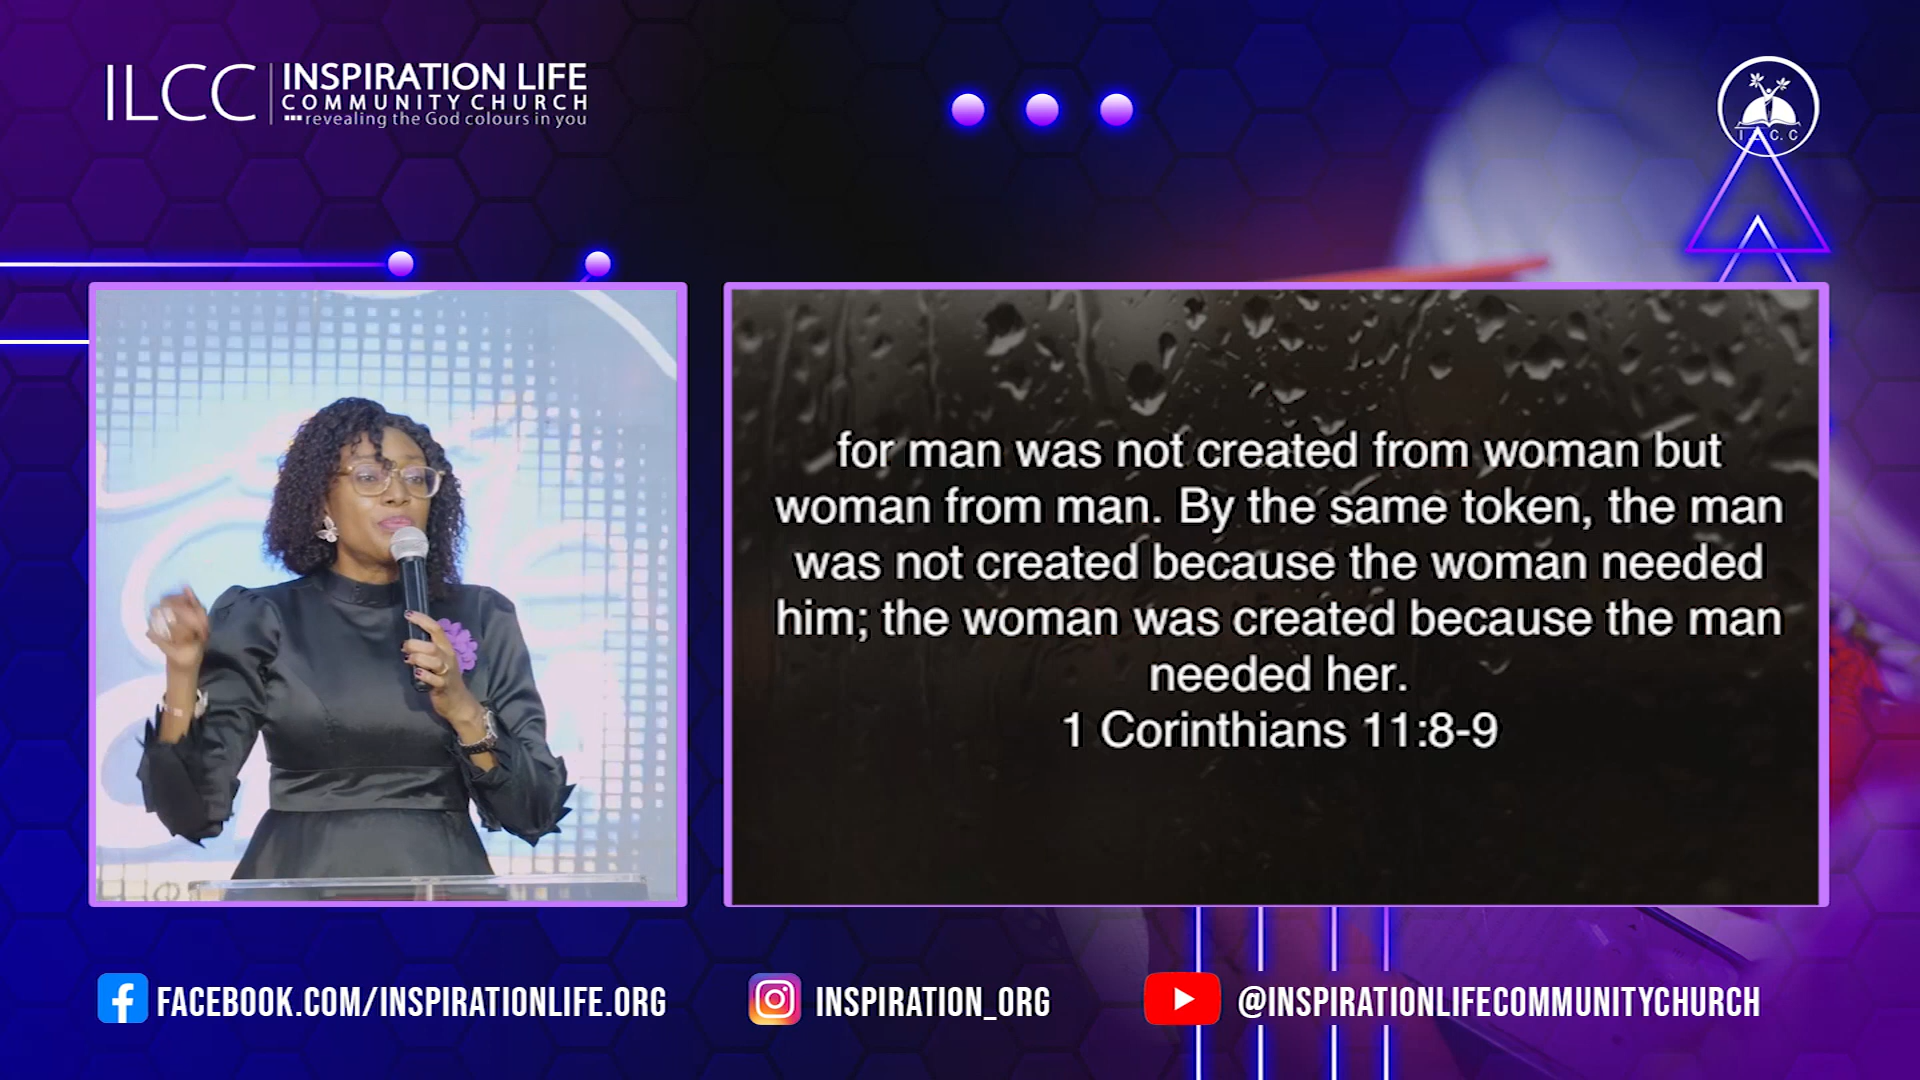 ILCC
INSPIRATION LIFE
COMMUNITY CHURCH
...revealing the God colours in you
I L C. C
for man was not created from woman but
woman from man. By the same token, the man
was not created because the woman needed
him; the woman was created because the man
needed her.
1 Corinthians 11:8-9
FACEBOOK.COM/INSPIRATIONLIFE.ORG
INSPIRATION_ORG
@INSPIRATIONLIFECOMMUNITYCHURCH